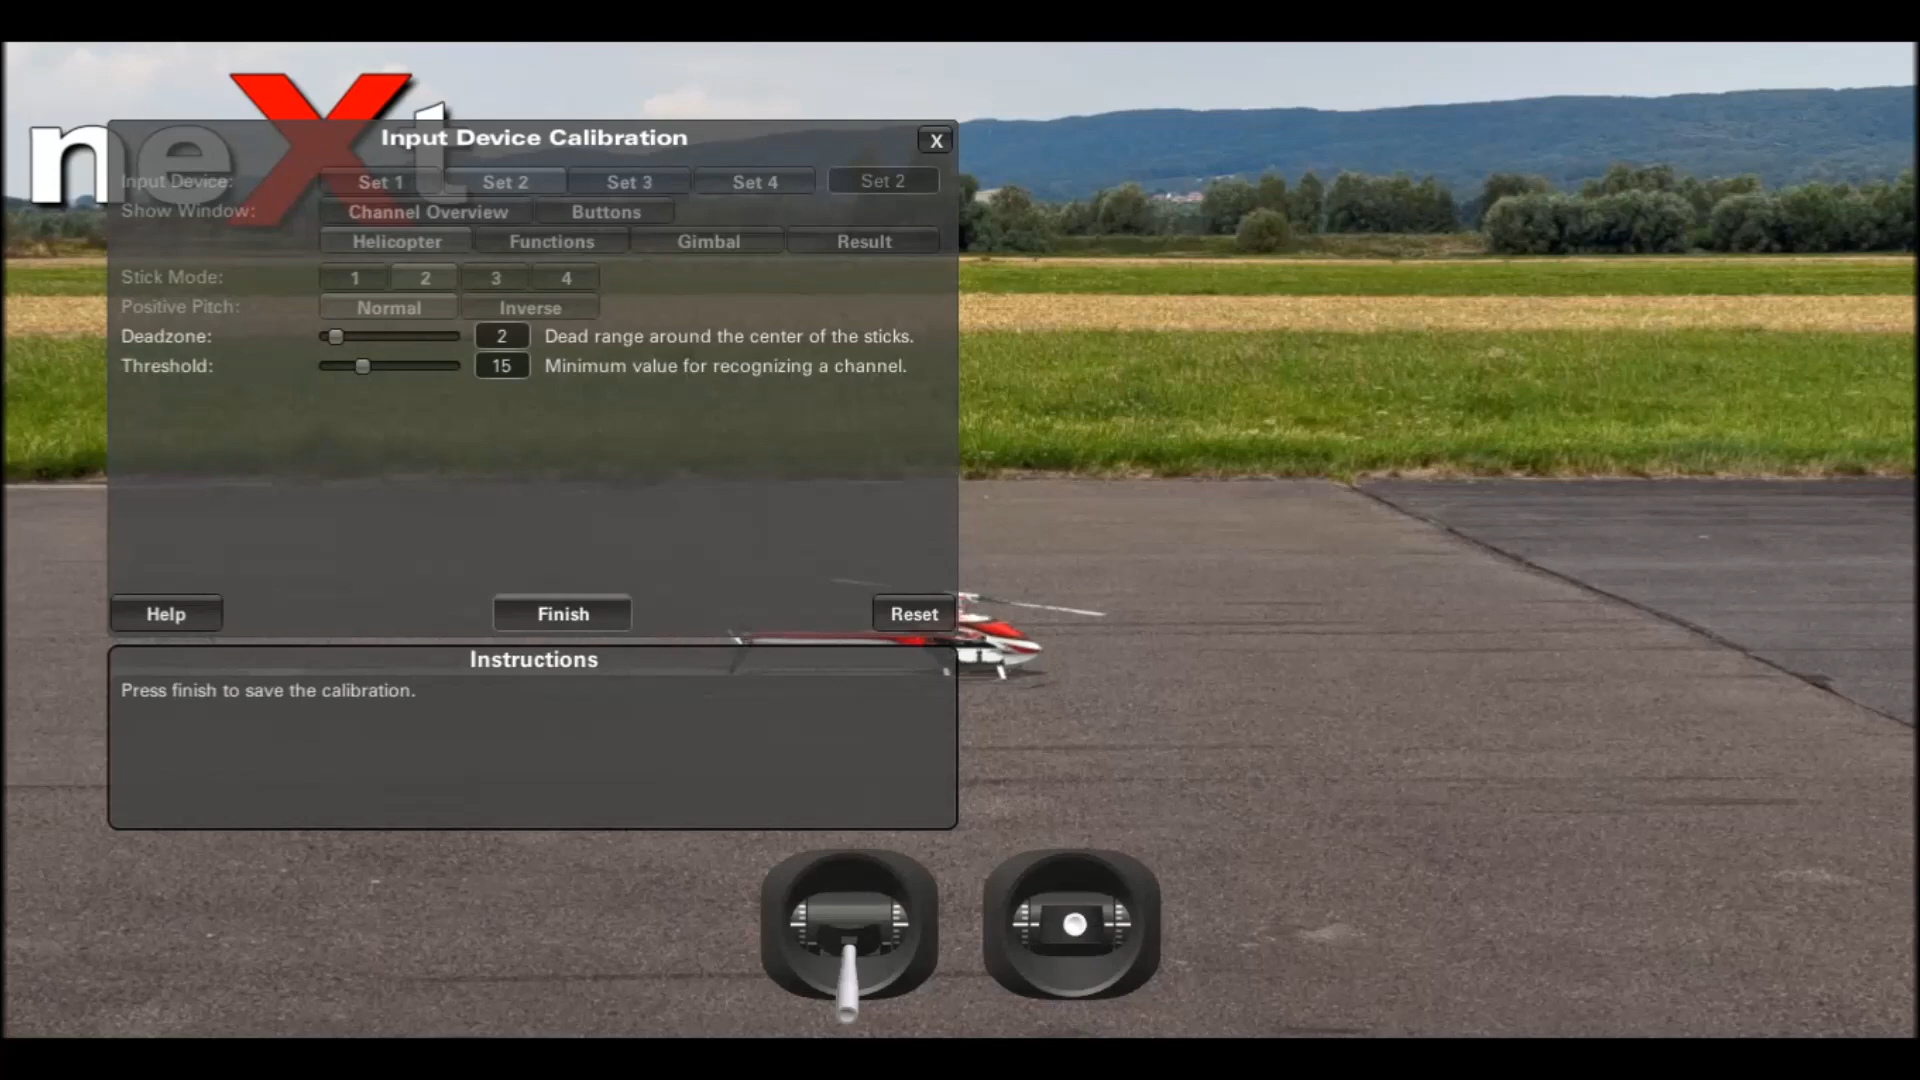 neXt
Input Device Calibration
X
Input Device: Set 1 Set 2 Set 3 Set 4 Set 2
Show Window: Channel Overview Buttons
Helicopter Functions Gimbal Result
Stick Mode: 1 2 3 4
Positive Pitch: Normal Inverse
Deadzone: 2 Dead range around the center of the sticks.
Threshold: 15 Minimum value for recognizing a channel.
Help Finish Reset
Instructions
Press finish to save the calibration.